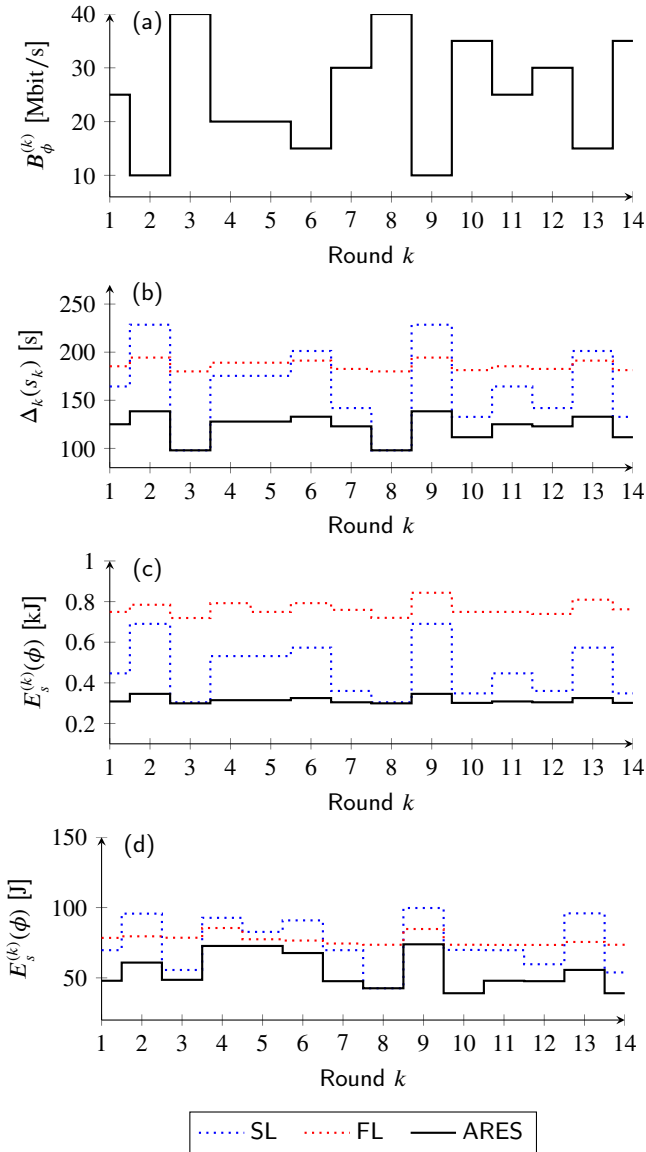 (a)
40
30
20
10
B_ϕ^(k) [Mbit/s]
1 2 3 4 5 6 7 8 9 10 11 12 13 14
Round k
(b)
250
200
150
100
Δ_k(s_k) [s]
1 2 3 4 5 6 7 8 9 10 11 12 13 14
Round k
(c)
1
0.8
0.6
0.4
0.2
E_s^(k)(ϕ) [kJ]
1 2 3 4 5 6 7 8 9 10 11 12 13 14
Round k
(d)
150
100
50
E_s^(k)(ϕ) [J]
1 2 3 4 5 6 7 8 9 10 11 12 13 14
Round k
SL FL ARES